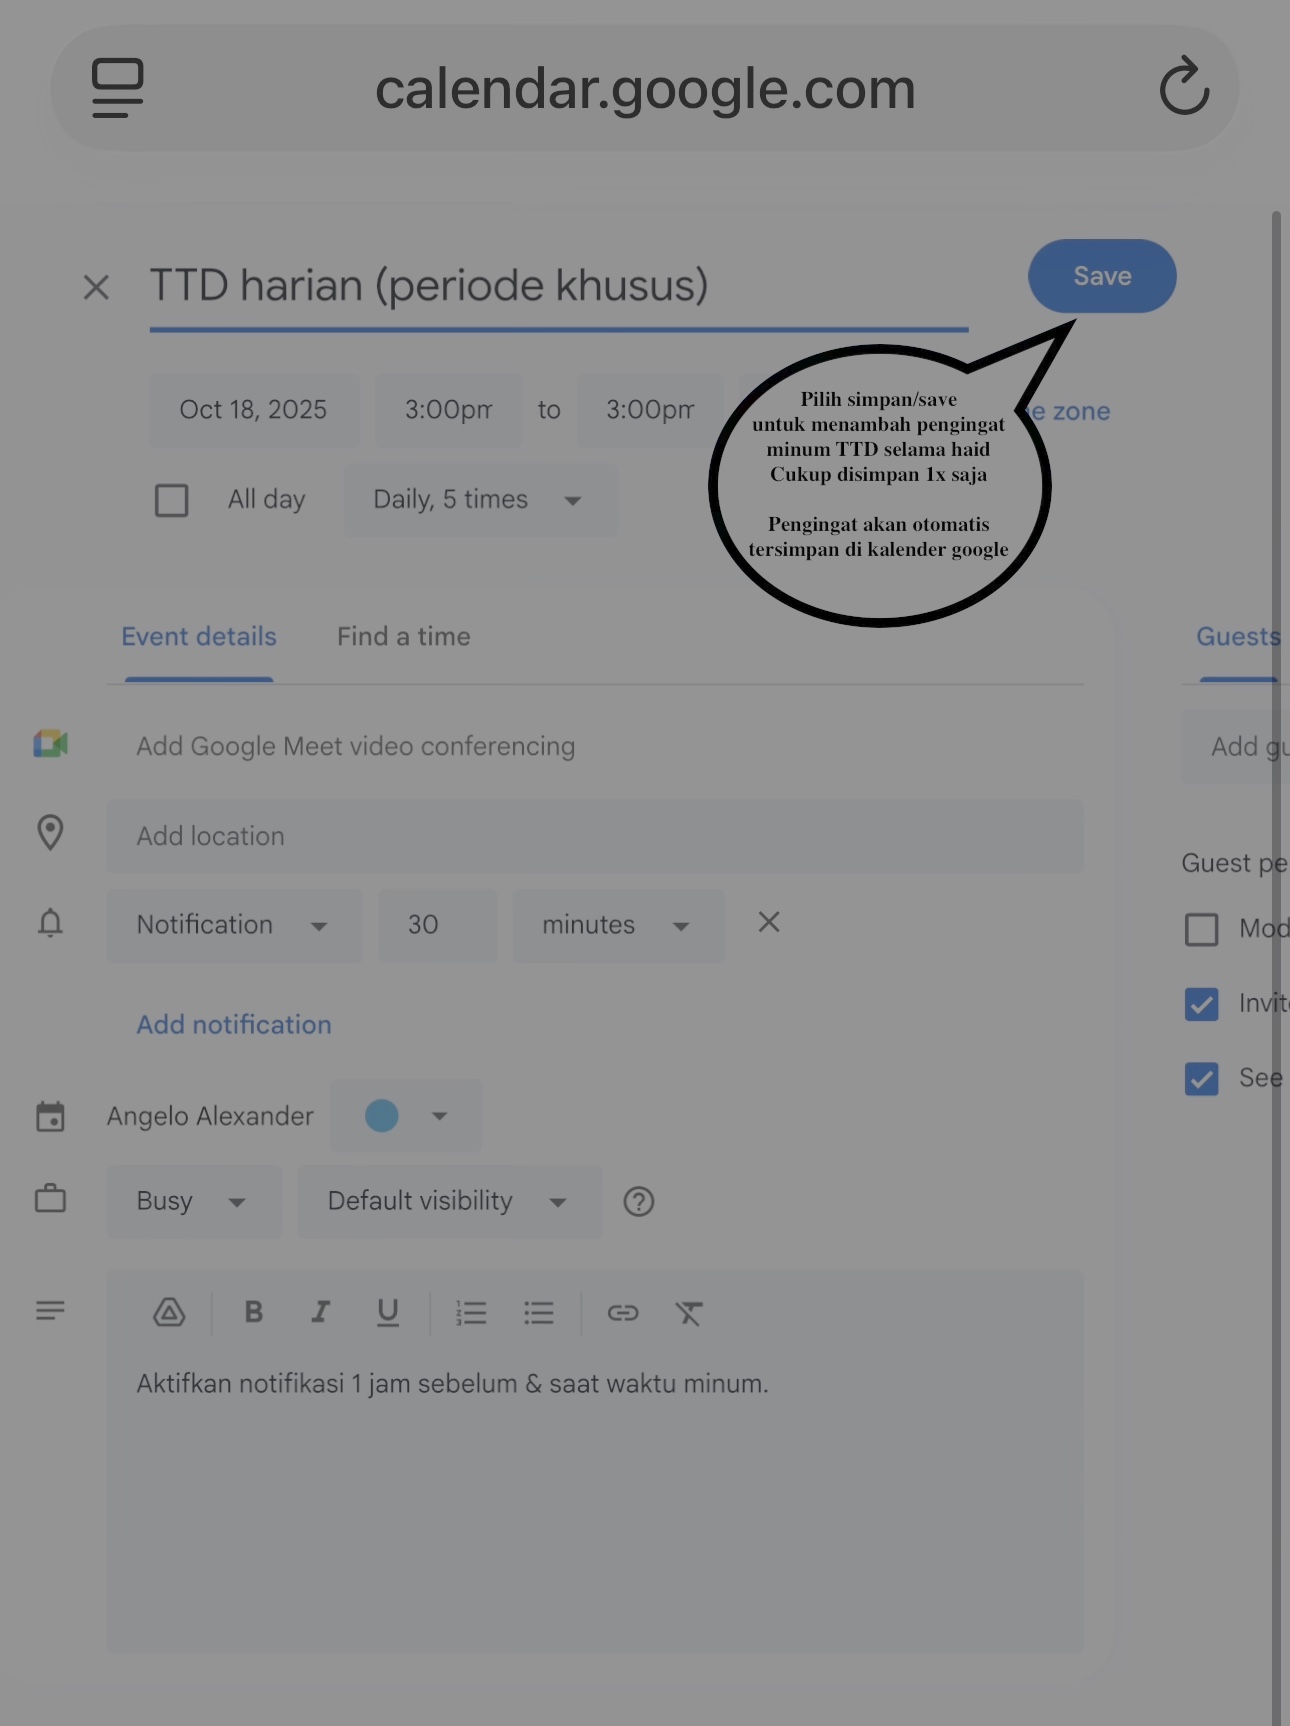 calendar.google.com
TTD harian (periode khusus)
Save
Oct 18, 2025
3:00pm
to
3:00pm
zone
Pilih simpan/save
untuk menambah pengingat
minum TTD selama haid
Cukup disimpan 1x saja
Pengingat akan otomatis
tersimpan di kalender google
All day
Daily, 5 times
Event details
Find a time
Guests
Add Google Meet video conferencing
Add
Add location
Guest
Notification
30
minutes
Add notification
See
Angelo Alexander
Busy
Default visibility
B I U
Aktifkan notifikasi 1 jam sebelum & saat waktu minum.